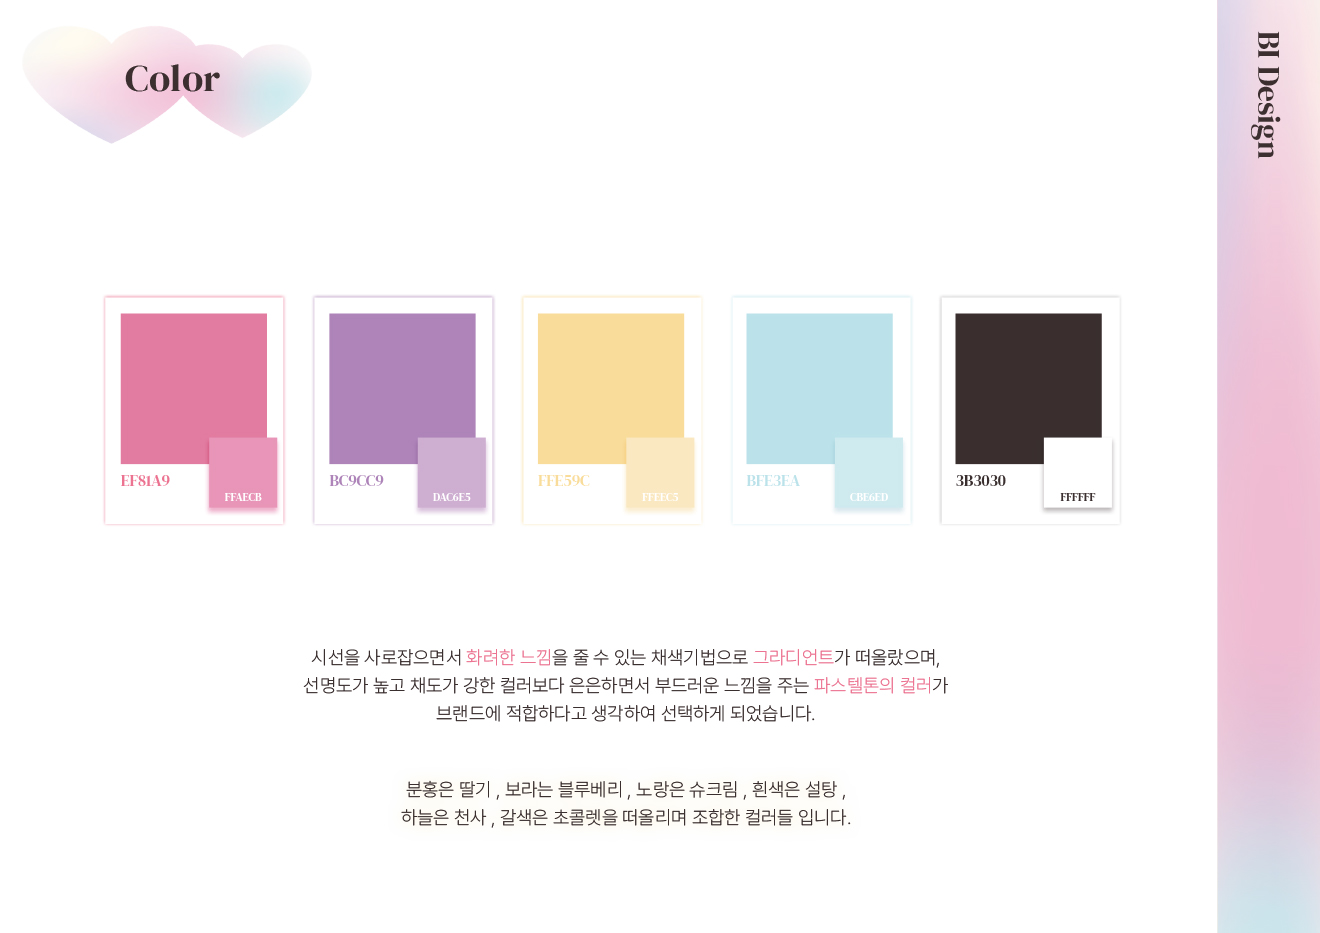 Color
BI Design
EF81A9
FFAECB
BC9CC9
DAC6E5
FFE59C
FFEEC5
BFE3EA
CBE6ED
3B3030
FFFFFF
시선을 사로잡으면서 화려한 느낌을 줄 수 있는 채색기법으로 그라디언트가 떠올랐으며,
선명도가 높고 채도가 강한 컬러보다 은은하면서 부드러운 느낌을 주는 파스텔톤의 컬러가
브랜드에 적합하다고 생각하여 선택하게 되었습니다.
분홍은 딸기 , 보라는 블루베리 , 노랑은 슈크림 , 흰색은 설탕 ,
하늘은 천사 , 갈색은 초콜렛을 떠올리며 조합한 컬러들 입니다.